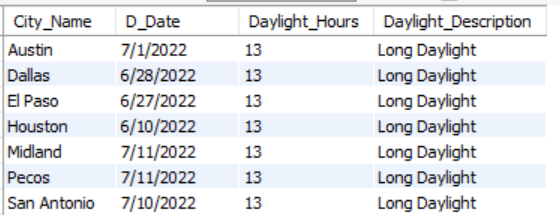 City_Name D_Date Daylight_Hours Daylight_Description
Austin 7/1/2022 13 Long Daylight
Dallas 6/28/2022 13 Long Daylight
El Paso 6/27/2022 13 Long Daylight
Houston 6/10/2022 13 Long Daylight
Midland 7/11/2022 13 Long Daylight
Pecos 7/11/2022 13 Long Daylight
San Antonio 7/10/2022 13 Long Daylight